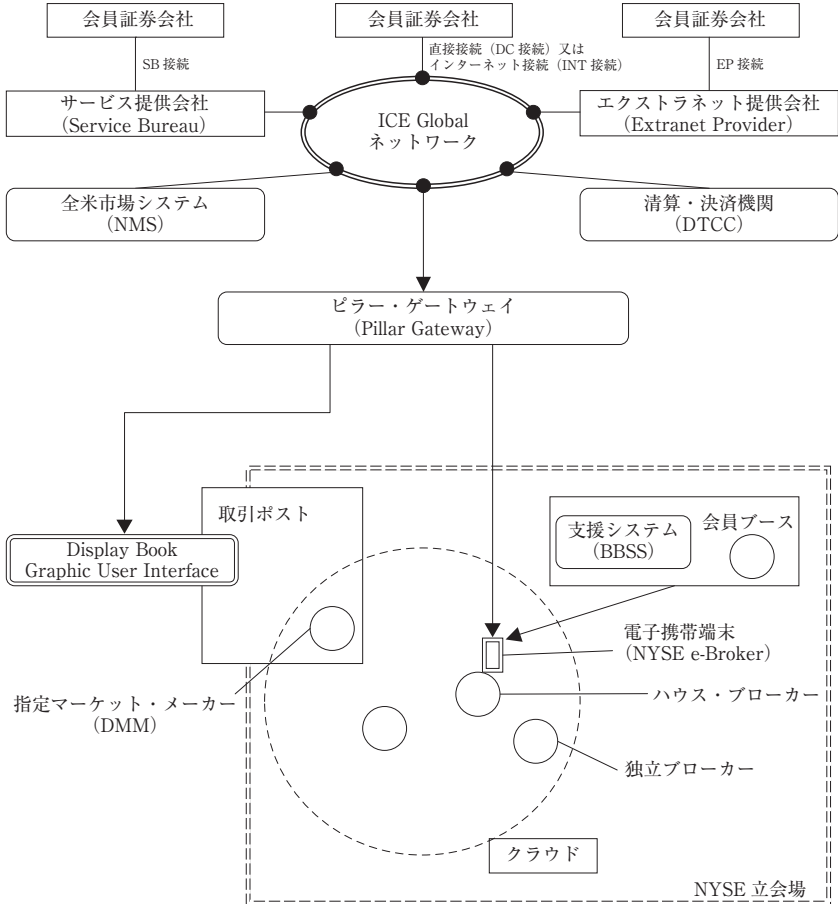 会員証券会社
会員証券会社
会員証券会社
SB 接続
直接接続（DC 接続）又は
インターネット接続（INT 接続）
EP 接続
サービス提供会社
(Service Bureau)
ICE Global
ネットワーク
エクストラネット提供会社
(Extranet Provider)
全米市場システム
(NMS)
清算・決済機関
(DTCC)
ピラー・ゲートウェイ
(Pillar Gateway)
取引ポスト
支援システム
(BBSS)
会員ブース
Display Book
Graphic User Interface
電子携帯端末
(NYSE e-Broker)
指定マーケット・メーカー
(DMM)
ハウス・ブローカー
独立ブローカー
クラウド
NYSE 立会場